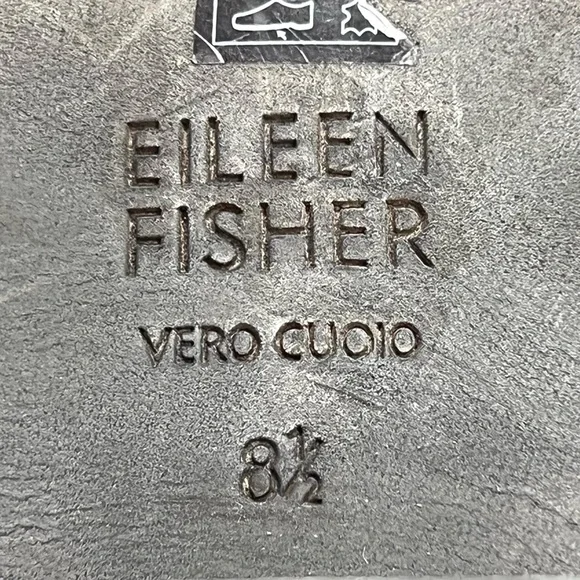 EILEEN
FISHER
VERO CUOIO
8½